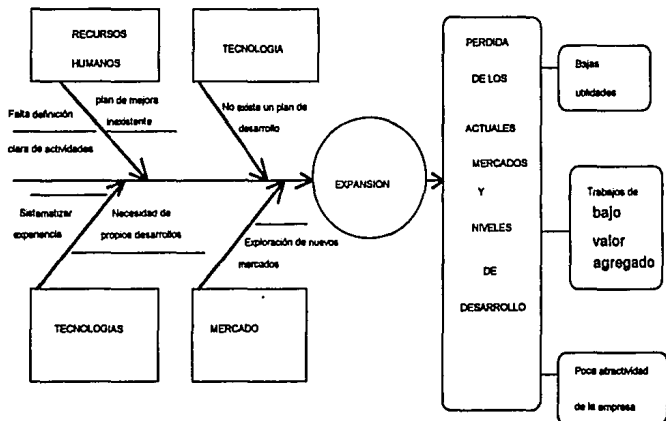 RECURSOS
HUMANOS
TECNOLOGIA
Falta definición
clara de actividades
plan de mejora
inexistente
No existe un plan de
desarrollo
EXPANSION
Sistematizar
experiencia
Necesidad de
propios desarrollos
Exploración de nuevos
mercados
TECNOLOGIAS
MERCADO
PERDIDA
DE LOS
ACTUALES
MERCADOS
Y
NIVELES
DE
DESARROLLO
Bajas
utilidades
Trabajos de
bajo
valor
agregado
Poca atractividad
de la empresa